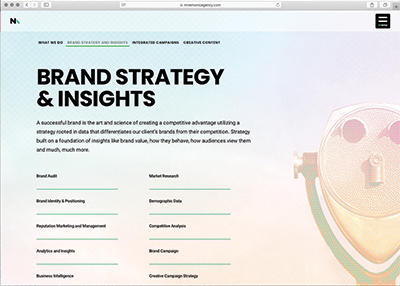 mnemonicagency.com
N
WHAT WE DO BRAND STRATEGY AND INSIGHTS INTEGRATED CAMPAIGNS CREATIVE CONTENT
BRAND STRATEGY
& INSIGHTS
A successful brand is the art and science of creating a competitive advantage utilizing a
strategy rooted in data that differentiates our client's brands from their competition. Strategy
built on a foundation of insights like brand value, how they behave, how audiences view them
and much, much more.
Brand Audit Market Research
Brand Identity & Positioning Demographic Data
Reputation Marketing and Management Competitive Analysis
Analytics and Insights Brand Campaign
Business Intelligence Creative Campaign Strategy